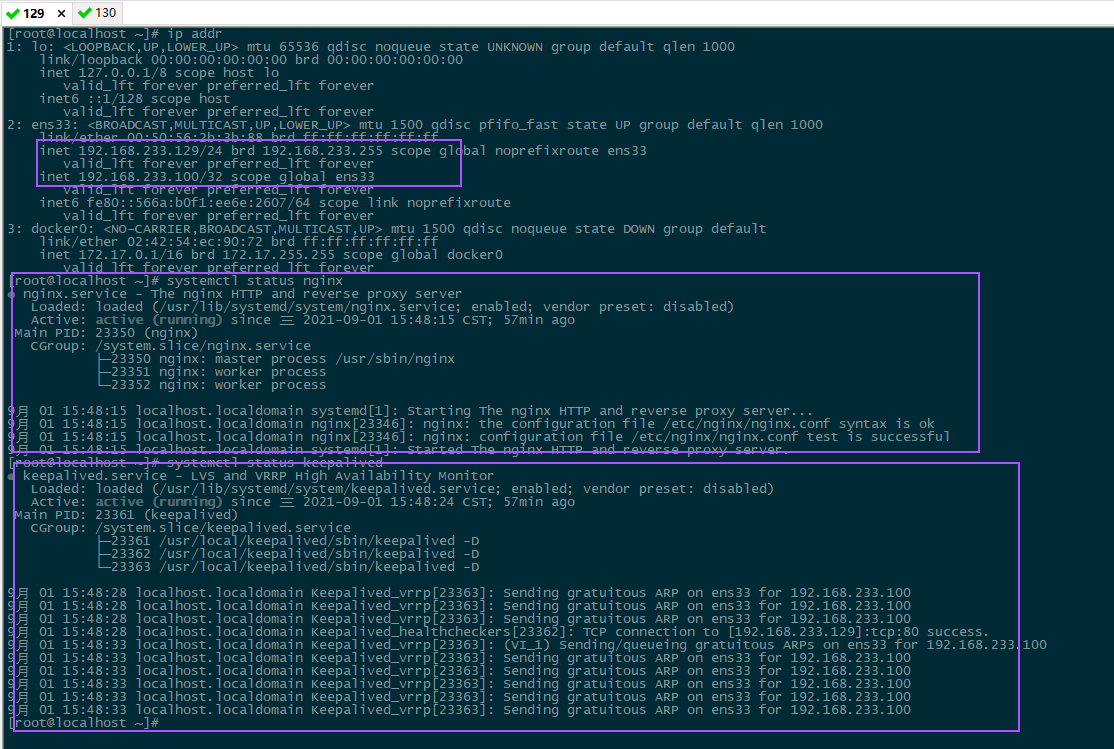 129 × 130
[root@localhost ~]# ip addr
1: lo: <LOOPBACK,UP,LOWER_UP> mtu 65536 qdisc noqueue state UNKNOWN group default qlen 1000
    link/loopback 00:00:00:00:00:00 brd 00:00:00:00:00:00
    inet 127.0.0.1/8 scope host lo
       valid_lft forever preferred_lft forever
    inet6 ::1/128 scope host
       valid_lft forever preferred_lft forever
2: ens33: <BROADCAST,MULTICAST,UP,LOWER_UP> mtu 1500 qdisc pfifo_fast state UP group default qlen 1000
    link/ether 00:50:56:2b:3b:88 brd ff:ff:ff:ff:ff:ff
    inet 192.168.233.129/24 brd 192.168.233.255 scope global noprefixroute ens33
       valid_lft forever preferred_lft forever
    inet 192.168.233.100/32 scope global ens33
       valid_lft forever preferred_lft forever
    inet6 fe80::566a:b0f1:ee6e:2607/64 scope link noprefixroute
       valid_lft forever preferred_lft forever
3: docker0: <NO-CARRIER,BROADCAST,MULTICAST,UP> mtu 1500 qdisc noqueue state DOWN group default
    link/ether 02:42:54:ec:90:72 brd ff:ff:ff:ff:ff:ff
    inet 172.17.0.1/16 brd 172.17.255.255 scope global docker0
       valid_lft forever preferred_lft forever
[root@localhost ~]# systemctl status nginx
● nginx.service - The nginx HTTP and reverse proxy server
   Loaded: loaded (/usr/lib/systemd/system/nginx.service; enabled; vendor preset: disabled)
   Active: active (running) since 三 2021-09-01 15:48:15 CST; 57min ago
 Main PID: 23350 (nginx)
   CGroup: /system.slice/nginx.service
           ├─23350 nginx: master process /usr/sbin/nginx
           ├─23351 nginx: worker process
           └─23352 nginx: worker process
9月 01 15:48:15 localhost.localdomain systemd[1]: Starting The nginx HTTP and reverse proxy server...
9月 01 15:48:15 localhost.localdomain nginx[23346]: nginx: the configuration file /etc/nginx/nginx.conf syntax is ok
9月 01 15:48:15 localhost.localdomain nginx[23346]: nginx: configuration file /etc/nginx/nginx.conf test is successful
9月 01 15:48:15 localhost.localdomain systemd[1]: Started The nginx HTTP and reverse proxy server.
[root@localhost ~]# systemctl status keepalived
● keepalived.service - LVS and VRRP High Availability Monitor
   Loaded: loaded (/usr/lib/systemd/system/keepalived.service; enabled; vendor preset: disabled)
   Active: active (running) since 三 2021-09-01 15:48:24 CST; 57min ago
 Main PID: 23361 (keepalived)
   CGroup: /system.slice/keepalived.service
           ├─23361 /usr/local/keepalived/sbin/keepalived -D
           ├─23362 /usr/local/keepalived/sbin/keepalived -D
           └─23363 /usr/local/keepalived/sbin/keepalived -D
9月 01 15:48:28 localhost.localdomain Keepalived_vrrp[23363]: Sending gratuitous ARP on ens33 for 192.168.233.100
9月 01 15:48:28 localhost.localdomain Keepalived_vrrp[23363]: Sending gratuitous ARP on ens33 for 192.168.233.100
9月 01 15:48:28 localhost.localdomain Keepalived_vrrp[23363]: Sending gratuitous ARP on ens33 for 192.168.233.100
9月 01 15:48:28 localhost.localdomain Keepalived_healthcheckers[23362]: TCP connection to [192.168.233.129]:tcp:80 success.
9月 01 15:48:33 localhost.localdomain Keepalived_vrrp[23363]: (VI_1) Sending/queueing gratuitous ARPs on ens33 for 192.168.233.100
9月 01 15:48:33 localhost.localdomain Keepalived_vrrp[23363]: Sending gratuitous ARP on ens33 for 192.168.233.100
9月 01 15:48:33 localhost.localdomain Keepalived_vrrp[23363]: Sending gratuitous ARP on ens33 for 192.168.233.100
9月 01 15:48:33 localhost.localdomain Keepalived_vrrp[23363]: Sending gratuitous ARP on ens33 for 192.168.233.100
9月 01 15:48:33 localhost.localdomain Keepalived_vrrp[23363]: Sending gratuitous ARP on ens33 for 192.168.233.100
9月 01 15:48:33 localhost.localdomain Keepalived_vrrp[23363]: Sending gratuitous ARP on ens33 for 192.168.233.100
[root@localhost ~]#